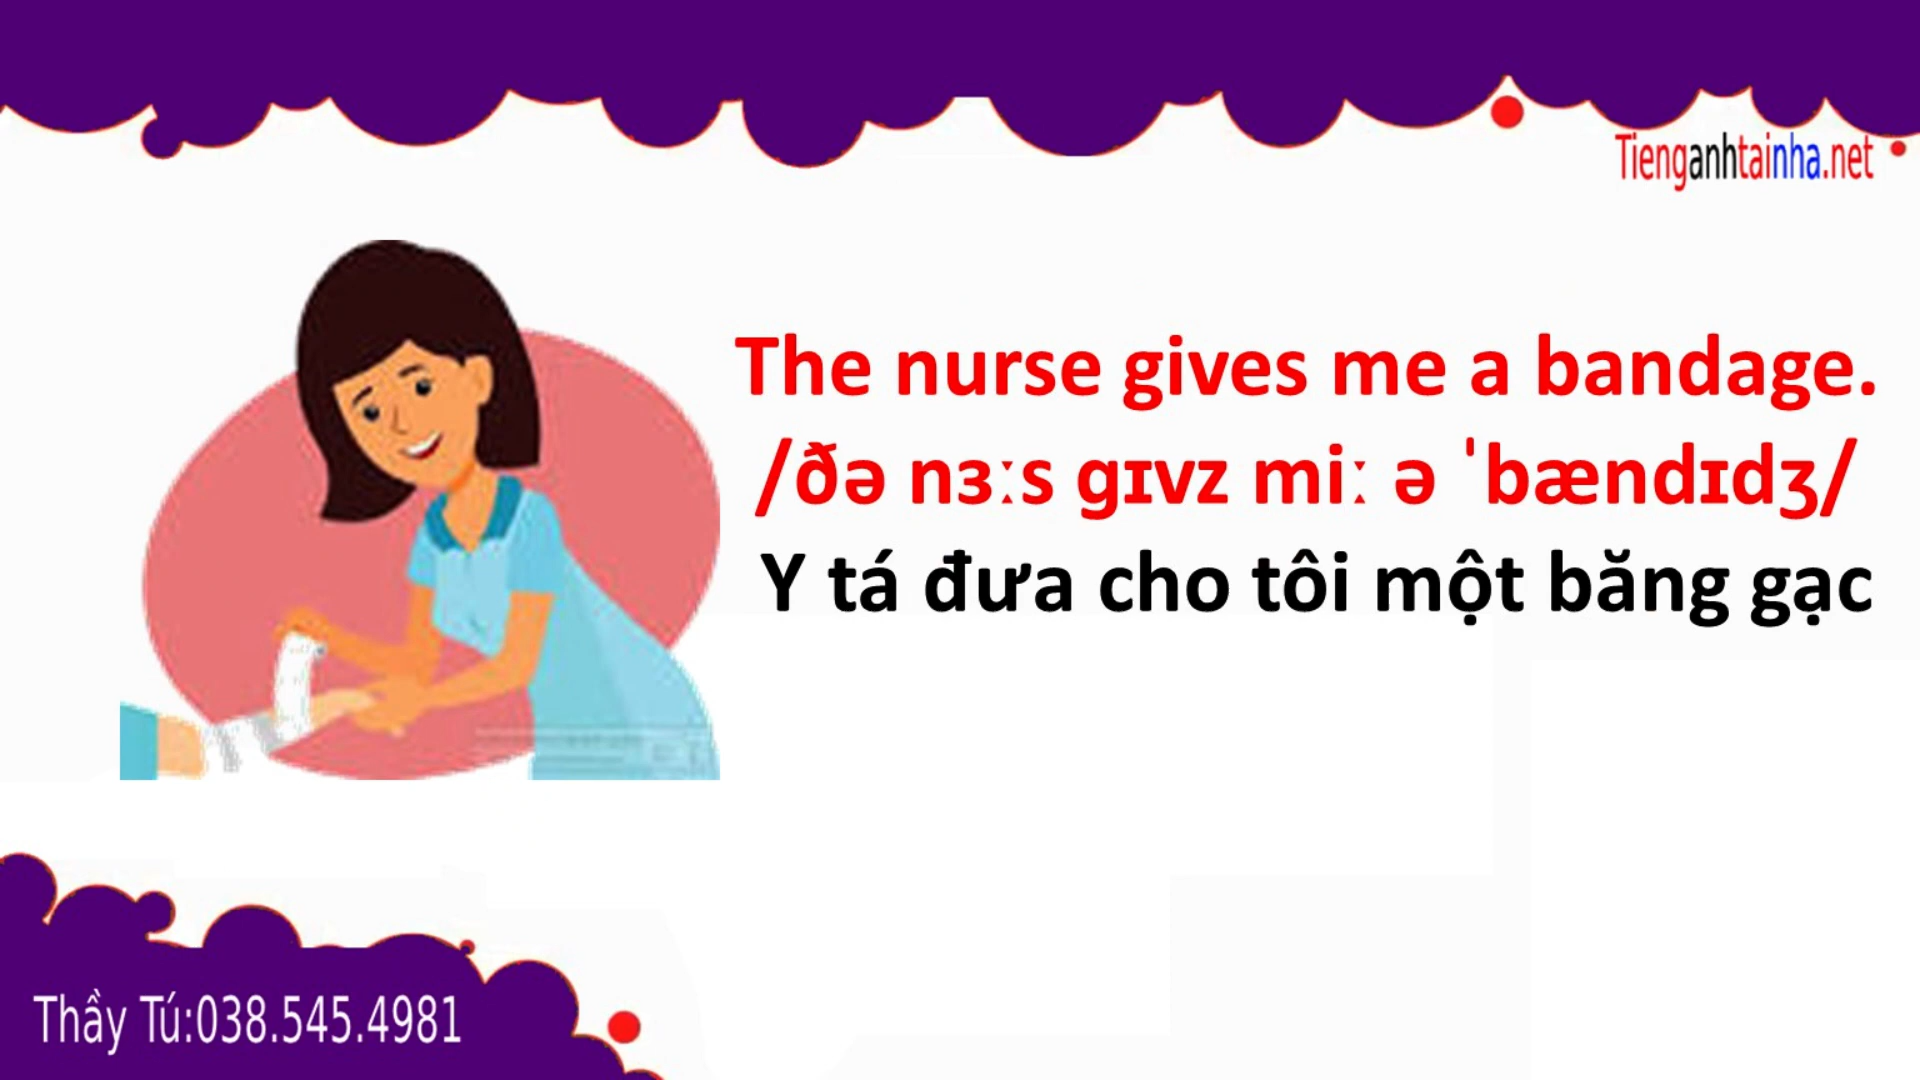 Tienganhtainha.net
The nurse gives me a bandage.
/ðə nɜːs ɡɪvz miː ə ˈbændɪdʒ/
Y tá đưa cho tôi một băng gạc
Thầy Tú:038.545.4981